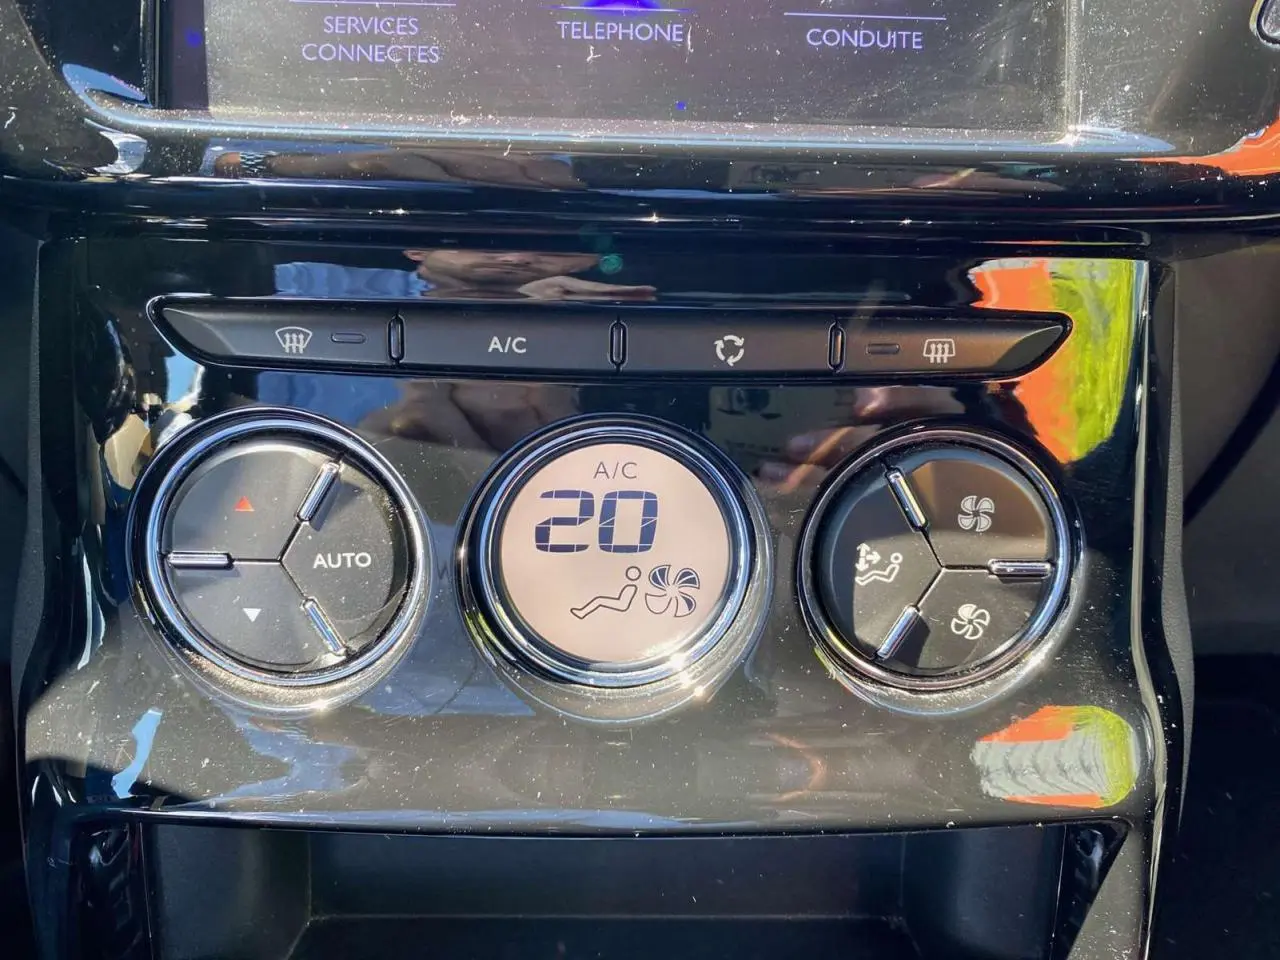 SERVICES
CONNECTES
TELEPHONE
CONDUITE
A/C
A/C
20
AUTO